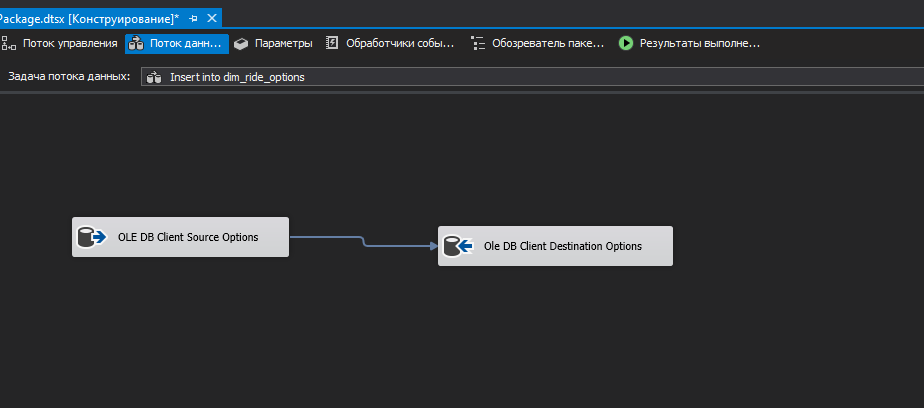 Package.dtsx [Конструирование]*
Поток управления Поток данн... Параметры Обработчики собы... Обозреватель паке... Результаты выполне...
Задача потока данных: Insert into dim_ride_options
OLE DB Client Source Options
Ole DB Client Destination Options